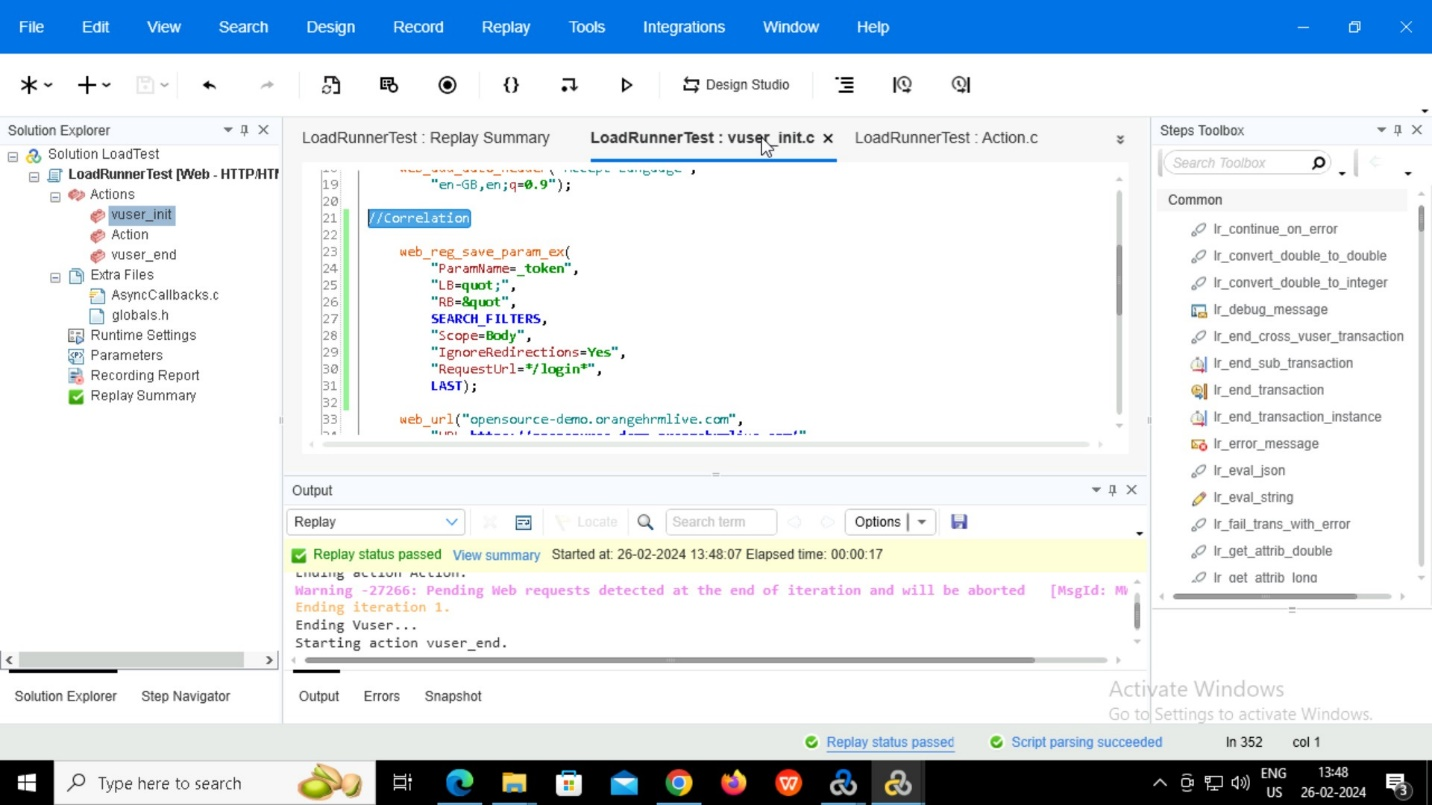 File Edit View Search Design Record Replay Tools Integrations Window Help
Design Studio
Solution Explorer
Solution LoadTest
LoadRunnerTest [Web - HTTP/HTM
Actions
vuser_init
Action
vuser_end
Extra Files
AsyncCallbacks.c
globals.h
Runtime Settings
Parameters
Recording Report
Replay Summary
Solution Explorer Step Navigator
LoadRunnerTest : Replay Summary LoadRunnerTest : vuser_init.c LoadRunnerTest : Action.c
19 "en-GB,en;q=0.9");
20
21 //Correlation
22
23 web_reg_save_param_ex(
24 "ParamName=_token",
25 "LB=quot;",
26 "RB=&quot",
27 SEARCH_FILTERS,
28 "Scope=Body",
29 "IgnoreRedirections=Yes",
30 "RequestUrl=*/login*",
31 LAST);
32
33 web_url("opensource-demo.orangehrmlive.com",
Output
Replay Locate Search term Options
Replay status passed View summary Started at: 26-02-2024 13:48:07 Elapsed time: 00:00:17
Ending action Action.
Warning -27266: Pending Web requests detected at the end of iteration and will be aborted [MsgId: MW
Ending iteration 1.
Ending Vuser...
Starting action vuser_end.
Output Errors Snapshot
Steps Toolbox
Search Toolbox
Common
lr_continue_on_error
lr_convert_double_to_double
lr_convert_double_to_integer
lr_debug_message
lr_end_cross_vuser_transaction
lr_end_sub_transaction
lr_end_transaction
lr_end_transaction_instance
lr_error_message
lr_eval_json
lr_eval_string
lr_fail_trans_with_error
lr_get_attrib_double
lr_get_attrib_long
Activate Windows
Go to Settings to activate Windows.
Replay status passed Script parsing succeeded ln 352 col 1
Type here to search
ENG
US
13:48
26-02-2024
3